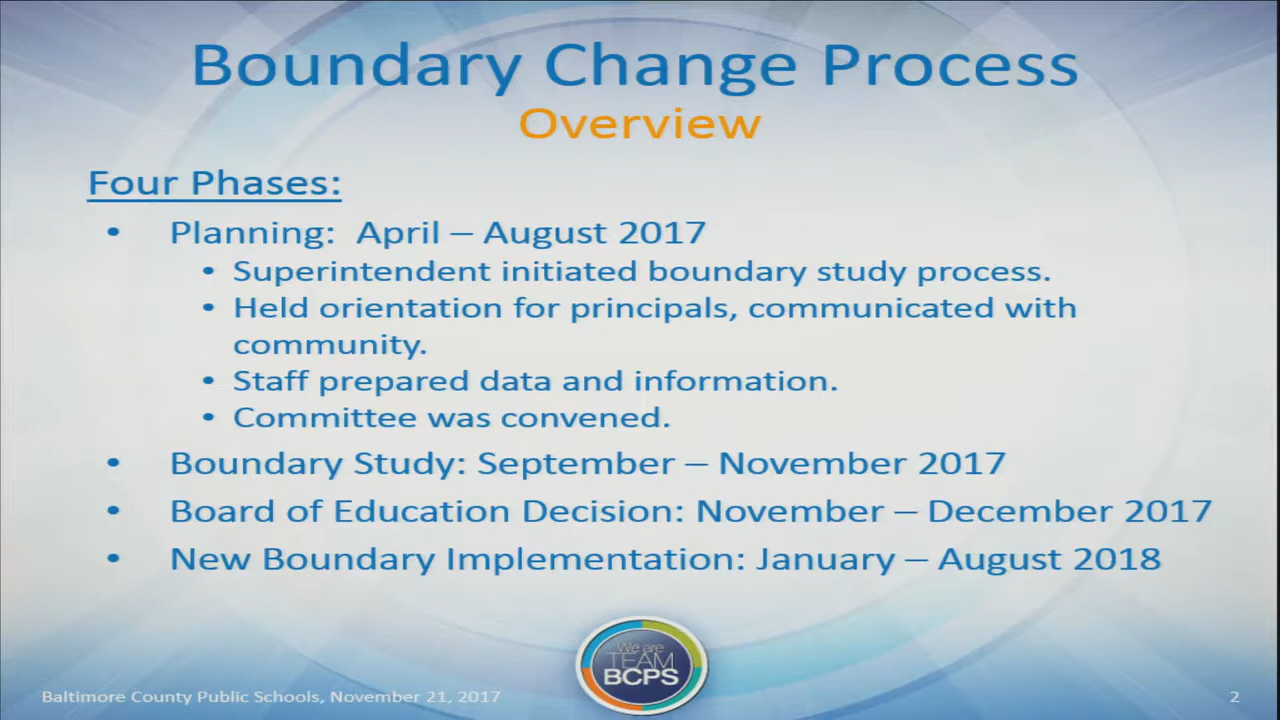 Boundary Change Process
Overview
Four Phases:
• Planning: April – August 2017
• Superintendent initiated boundary study process.
• Held orientation for principals, communicated with
community.
• Staff prepared data and information.
• Committee was convened.
• Boundary Study: September – November 2017
• Board of Education Decision: November – December 2017
• New Boundary Implementation: January – August 2018
We are
TEAM
BCPS
Baltimore County Public Schools, November 21, 2017
2